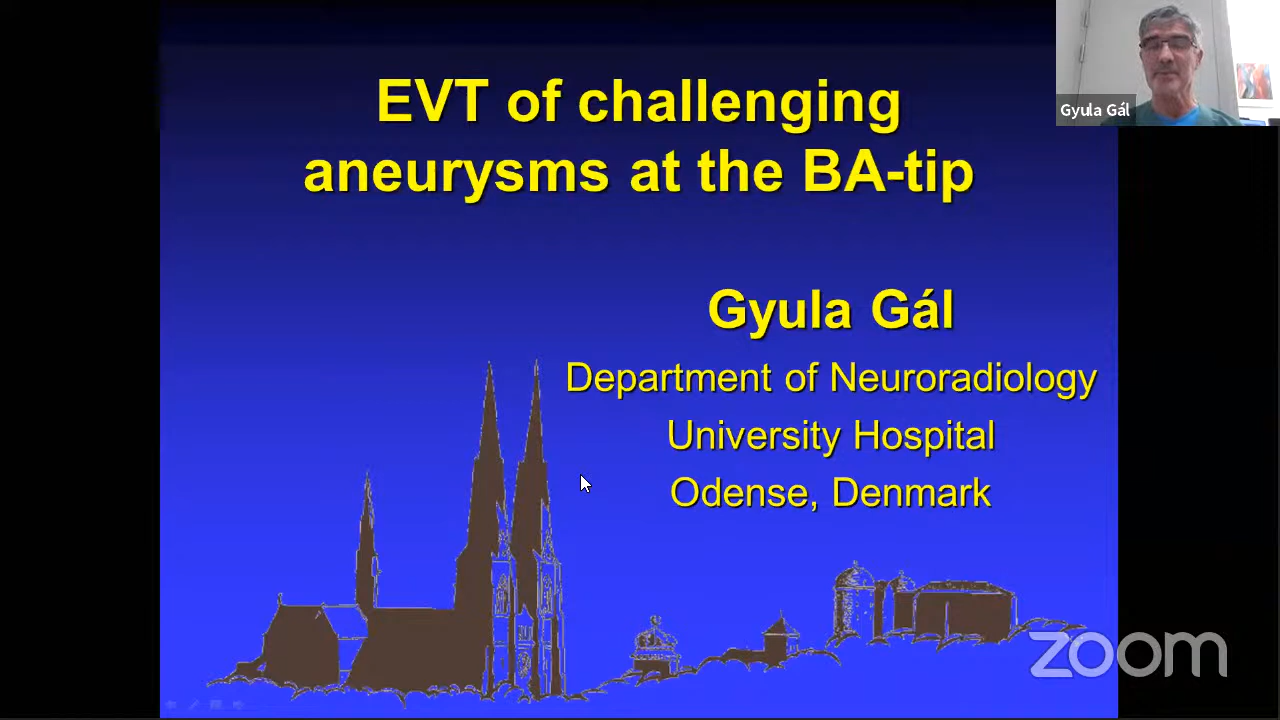 EVT of challenging
aneurysms at the BA-tip
Gyula Gál
Gyula Gál
Department of Neuroradiology
University Hospital
Odense, Denmark
zoom